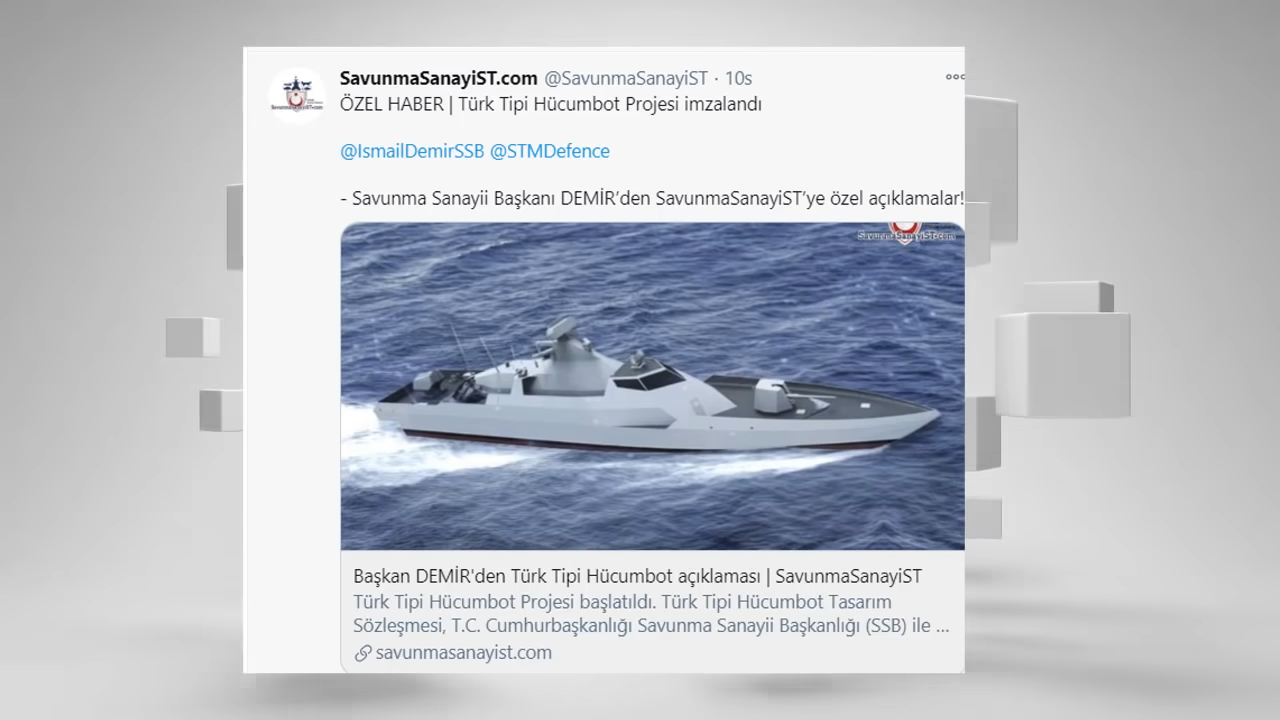 SavunmaSanayiST.com @SavunmaSanayiST · 10s
ÖZEL HABER | Türk Tipi Hücumbot Projesi imzalandı
@IsmailDemirSSB @STMDefence
- Savunma Sanayii Başkanı DEMİR’den SavunmaSanayiST’ye özel açıklamalar!
SavunmaSanayiST.com
Başkan DEMİR'den Türk Tipi Hücumbot açıklaması | SavunmaSanayiST
Türk Tipi Hücumbot Projesi başlatıldı. Türk Tipi Hücumbot Tasarım
Sözleşmesi, T.C. Cumhurbaşkanlığı Savunma Sanayii Başkanlığı (SSB) ile ...
savunmasanayist.com